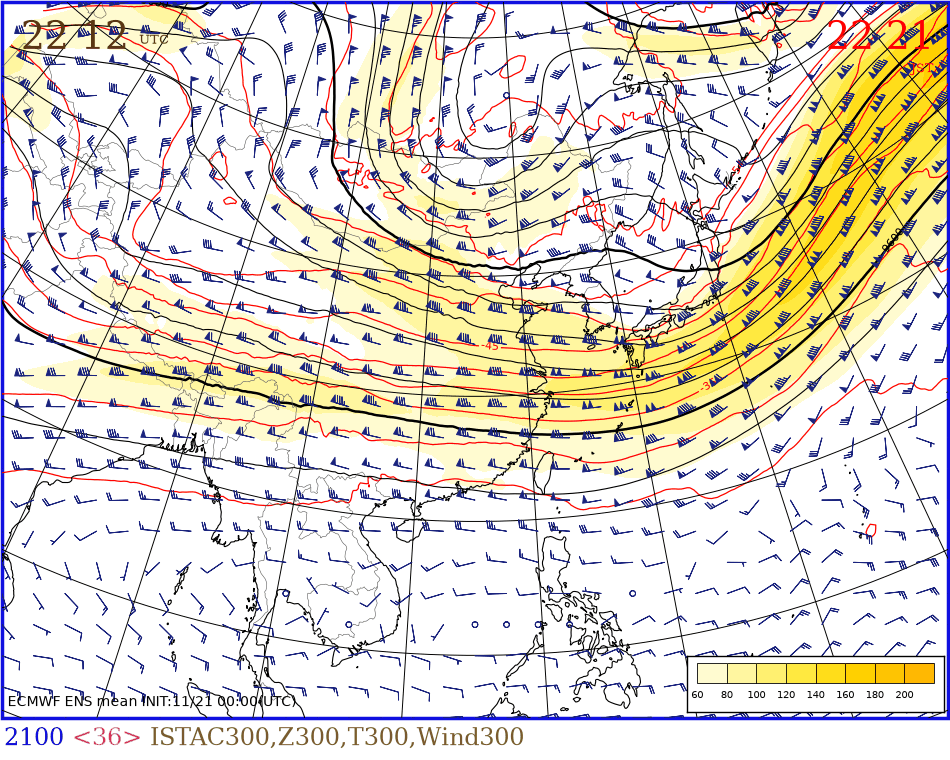 22 12 UTC
22 21
JST
9600
-45
-3
60 80 100 120 140 160 180 200
ECMWF ENS mean INIT:11/21 00:00(UTC)
2100 <36> ISTAC300,Z300,T300,Wind300